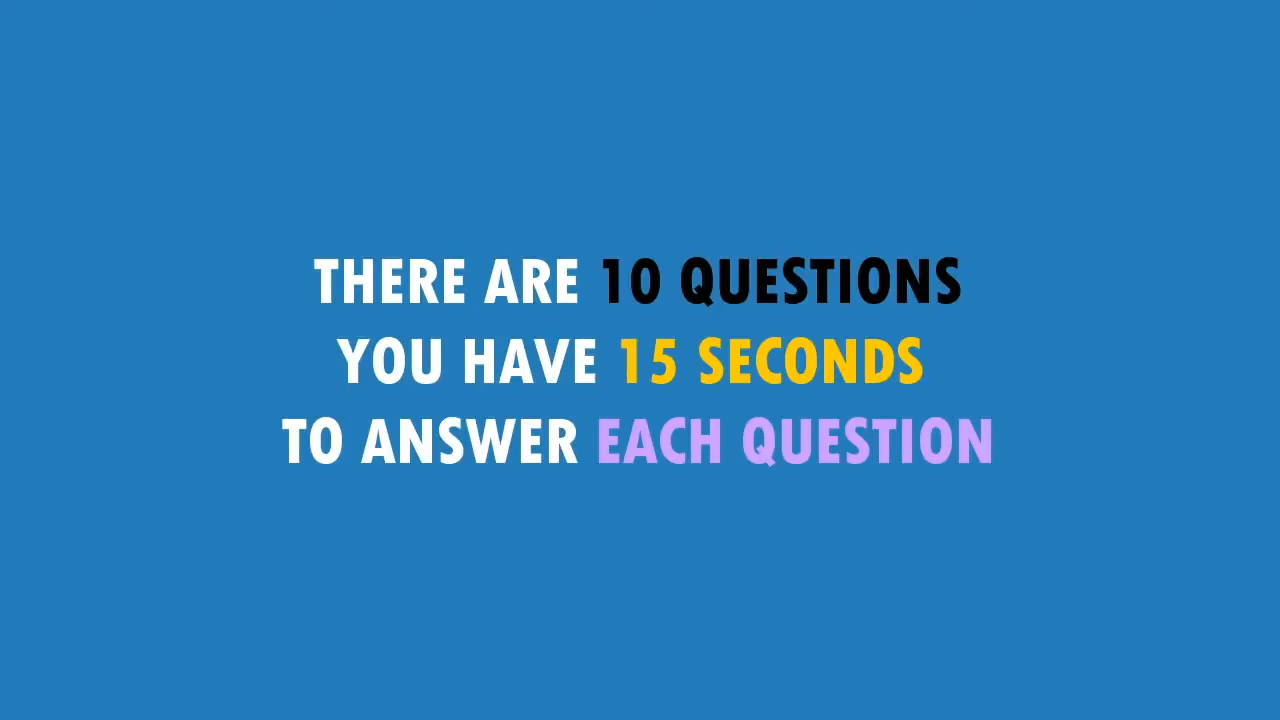 THERE ARE 10 QUESTIONS
YOU HAVE 15 SECONDS
TO ANSWER EACH QUESTION